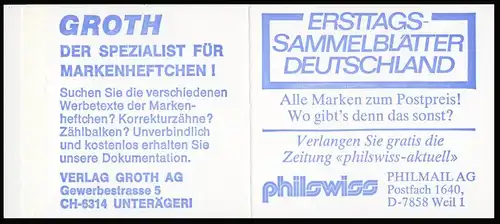 GROTH
DER SPEZIALIST FÜR
MARKENHEFTCHEN!
Suchen Sie die verschiedenen
Werbetexte der Marken-
heftchen? Korrekturzähne?
Zählbalken? Unverbindlich
und kostenlos erhalten Sie
unsere Dokumentation.
VERLAG GROTH AG
Gewerbestrasse 5
CH-6314 UNTERÄGERI
ERSTTAGS-
SAMMELBLÄTTER
DEUTSCHLAND
Alle Marken zum Postpreis!
Wo gibt's denn das sonst?
Verlangen Sie gratis die
Zeitung «philswiss-aktuell»
philswiss
PHILMAIL AG
Postfach 1640,
D-7858 Weil 1